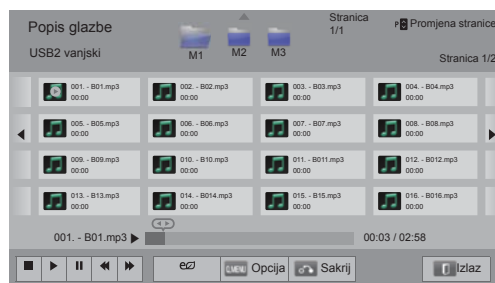 Popis glazbe
Stranica
1/1
P Promjena stranice
USB2 vanjski
M1
M2
M3
Stranica 1/2
001. - B01.mp3
00:00
002. - B02.mp3
00:00
003. - B03.mp3
00:00
004. - B04.mp3
00:00
005. - B05.mp3
00:00
006. - B06.mp3
00:00
007. - B07.mp3
00:00
008. - B08.mp3
00:00
009. - B09.mp3
00:00
010. - B10.mp3
00:00
011. - B011.mp3
00:00
012. - B012.mp3
00:00
013. - B13.mp3
00:00
014. - B014.mp3
00:00
015. - B15.mp3
00:00
016. - B016.mp3
00:00
001. - B01.mp3
00:03 / 02:58
Q.MENU Opcija
Sakrij
Izlaz